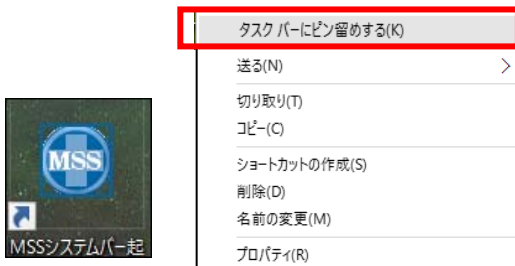 タスク バーにピン留めする(K)
送る(N)
切り取り(T)
コピー(C)
ショートカットの作成(S)
削除(D)
名前の変更(M)
プロパティ(R)
MSS
MSSシステムバー起